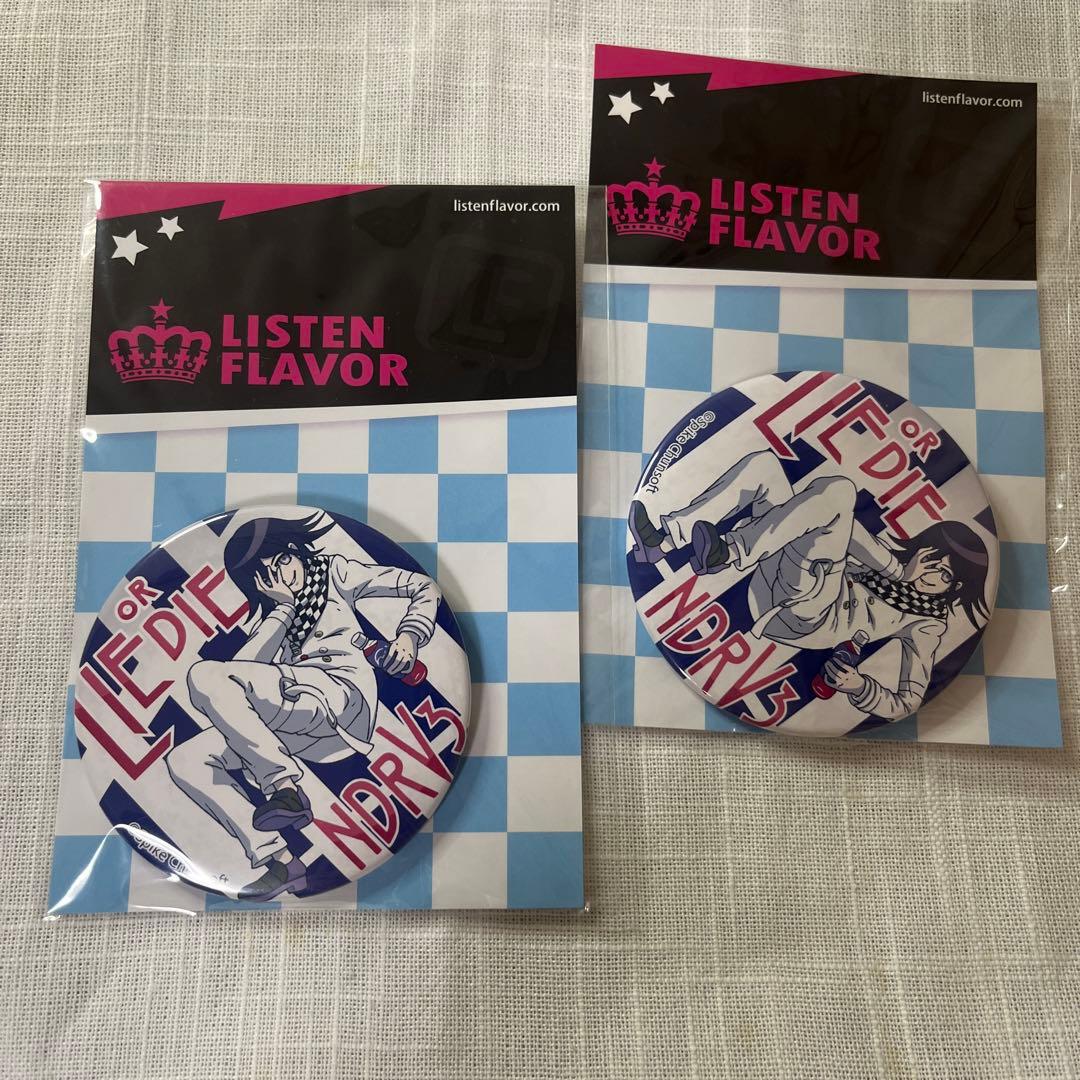 listenflavor.com
LISTEN
FLAVOR
LIE OR DIE
NDRV3
©Spike Chunsoft
listenflavor.com
LISTEN
FLAVOR
LIE OR DIE
NDRV3
©Spike Chunsoft